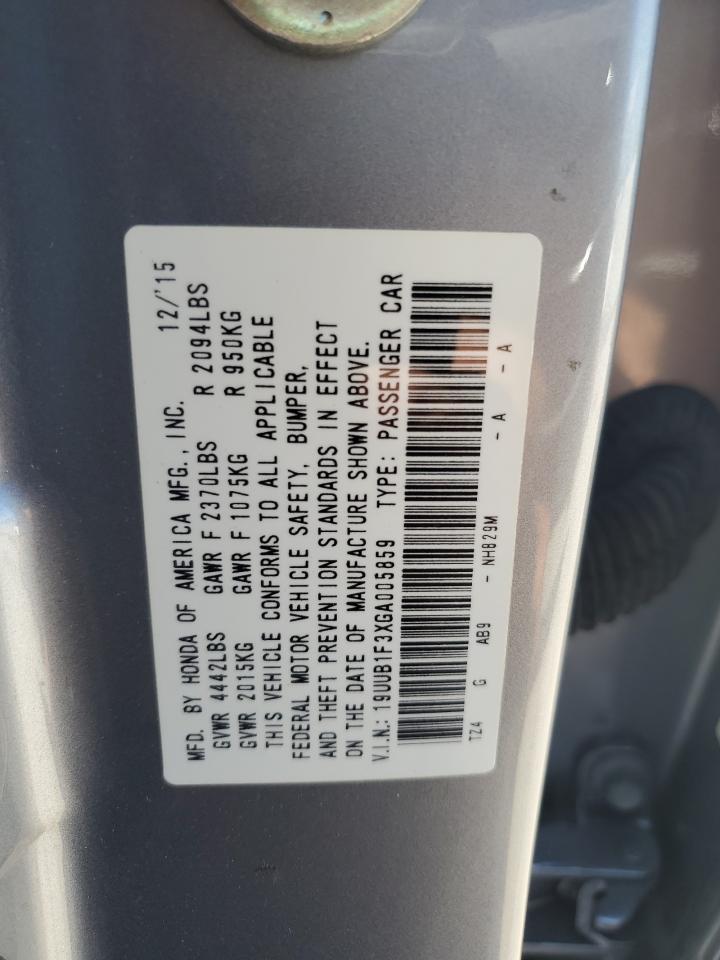 MFD. BY HONDA OF AMERICA MFG., INC. 12/'15
GVWR 4442LBS GAWR F 2370LBS R 2094LBS
GVWR 2015KG GAWR F 1075KG R 950KG
THIS VEHICLE CONFORMS TO ALL APPLICABLE
FEDERAL MOTOR VEHICLE SAFETY, BUMPER,
AND THEFT PREVENTION STANDARDS IN EFFECT
ON THE DATE OF MANUFACTURE SHOWN ABOVE.
V.I.N.: 19UUB1F3XGA005859 TYPE: PASSENGER CAR
TZ4 G AB9 - NH829M - A - A